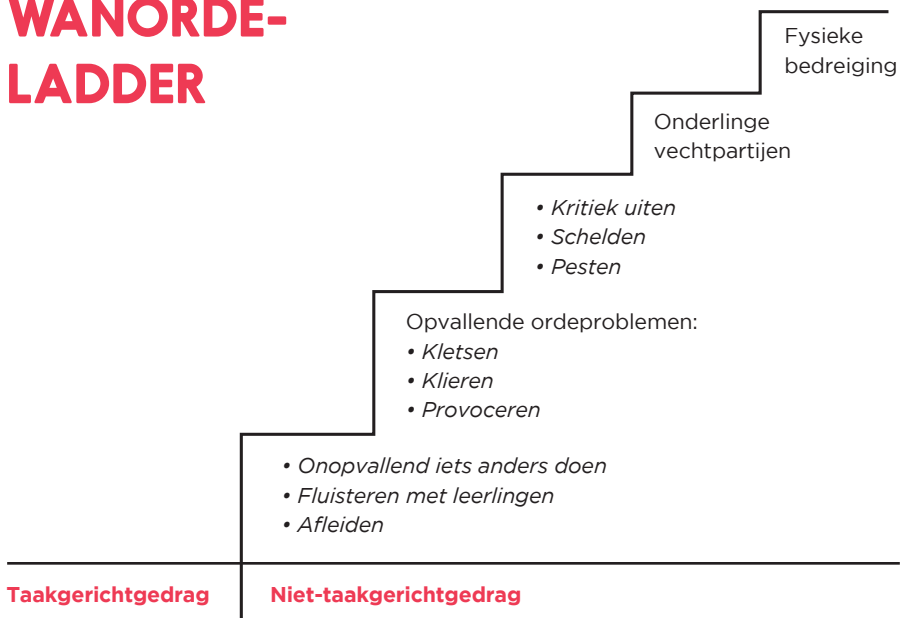 WANORDE-
LADDER
Fysieke
bedreiging
Onderlinge
vechtpartijen
• Kritiek uiten
• Schelden
• Pesten
Opvallende ordeproblemen:
• Kletsen
• Klieren
• Provoceren
• Onopvallend iets anders doen
• Fluisteren met leerlingen
• Afleiden
Taakgerichtgedrag
Niet-taakgerichtgedrag